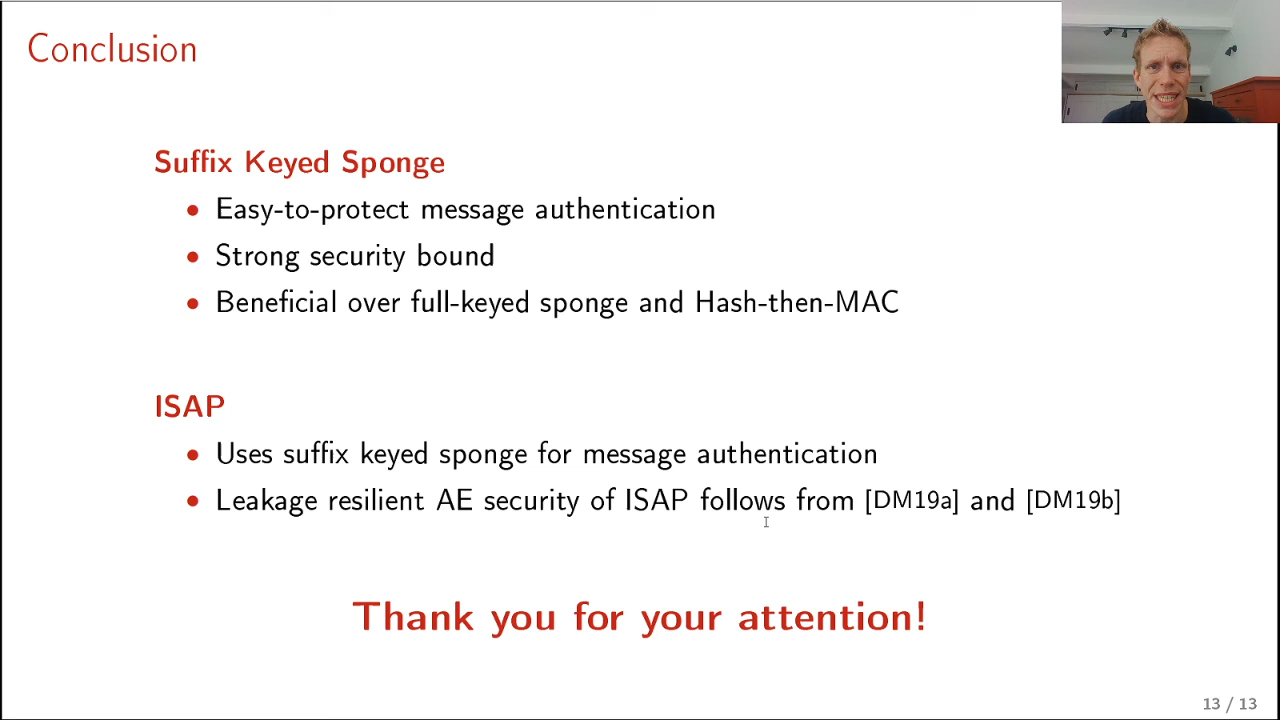 Conclusion
Suffix Keyed Sponge
• Easy-to-protect message authentication
• Strong security bound
• Beneficial over full-keyed sponge and Hash-then-MAC
ISAP
• Uses suffix keyed sponge for message authentication
• Leakage resilient AE security of ISAP follows from [DM19a] and [DM19b]
Thank you for your attention!
13 / 13